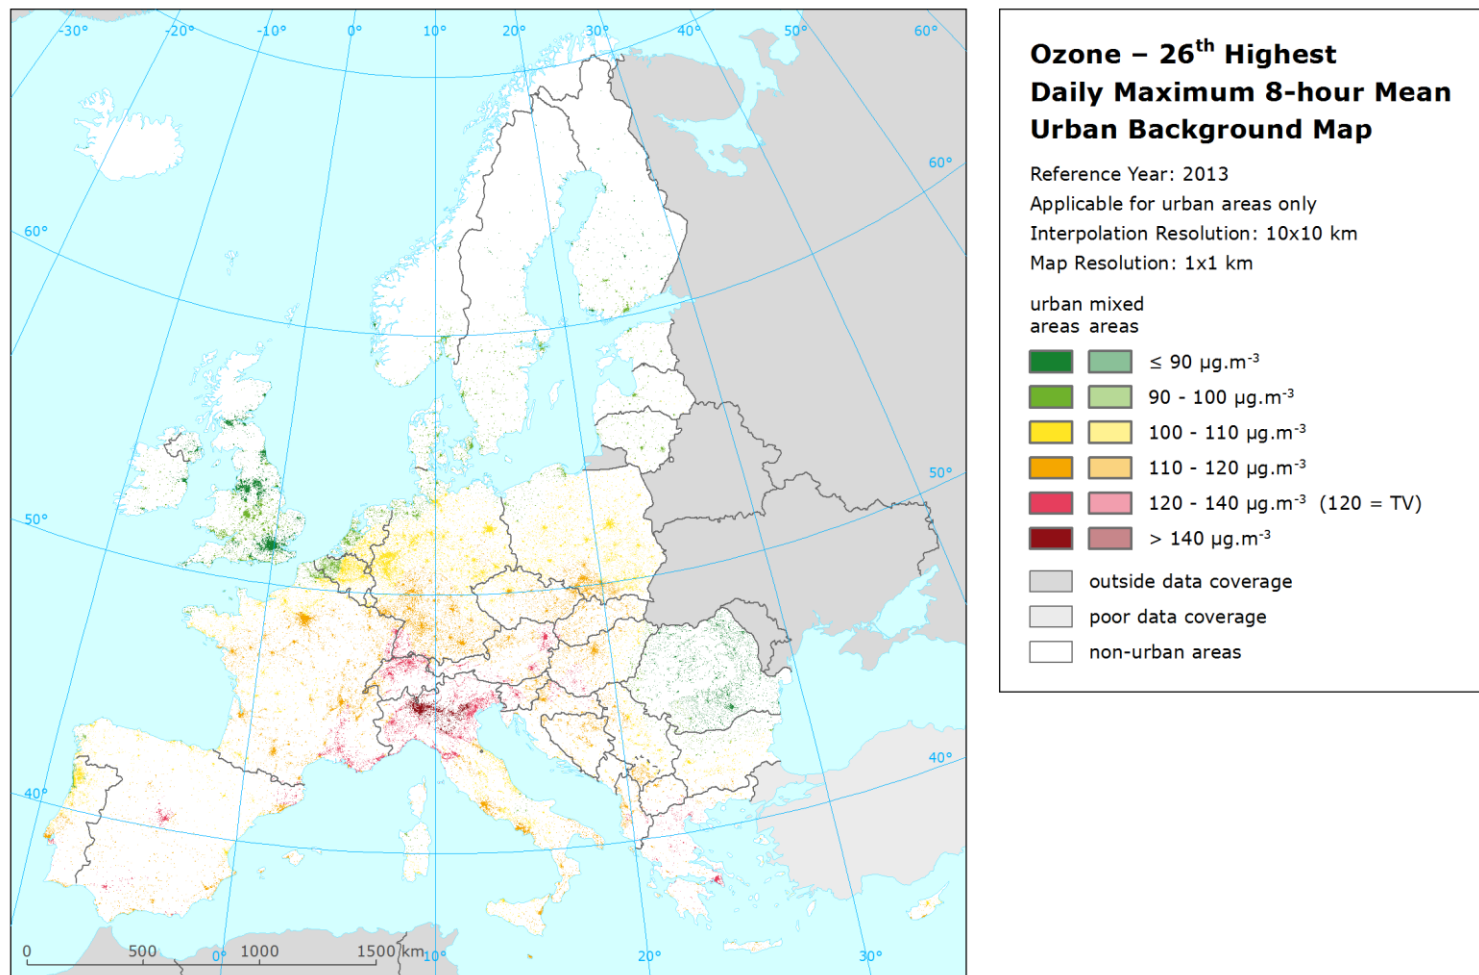 -30° -20° -10° 0° 10° 20° 30° 40° 50° 60°
60°
60°
50°
50°
40°
40°
0 500 1000 1500 km
0° 10° 20° 30°
Ozone – 26th Highest
Daily Maximum 8-hour Mean
Urban Background Map
Reference Year: 2013
Applicable for urban areas only
Interpolation Resolution: 10x10 km
Map Resolution: 1x1 km
urban mixed
areas areas
≤ 90 µg.m-3
90 - 100 µg.m-3
100 - 110 µg.m-3
110 - 120 µg.m-3
120 - 140 µg.m-3 (120 = TV)
> 140 µg.m-3
outside data coverage
poor data coverage
non-urban areas